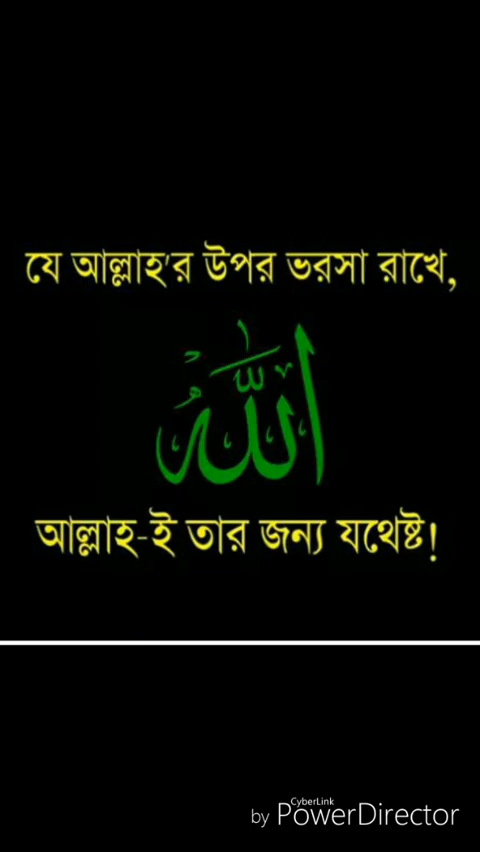 যে আল্লাহ'র উপর ভরসা রাখে,
الله
আল্লাহ-ই তার জন্য যথেষ্ট!
CyberLink
by PowerDirector